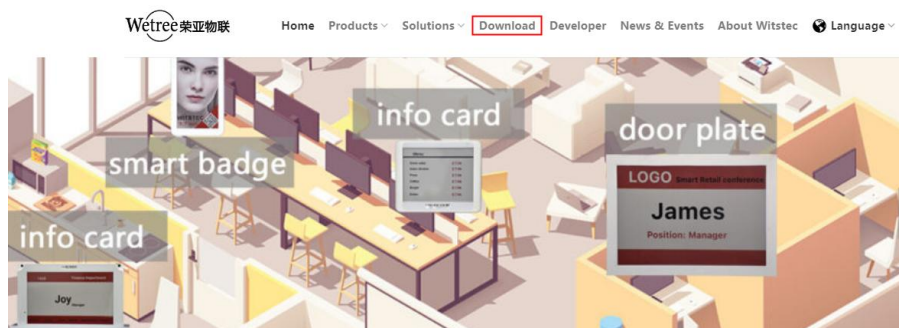 Wetree荣亚物联 Home Products Solutions Download Developer News & Events About Witstec Language
info card
door plate
smart badge
LOGO Smart Retail conference
James
Position: Manager
info card
Joy
Manager